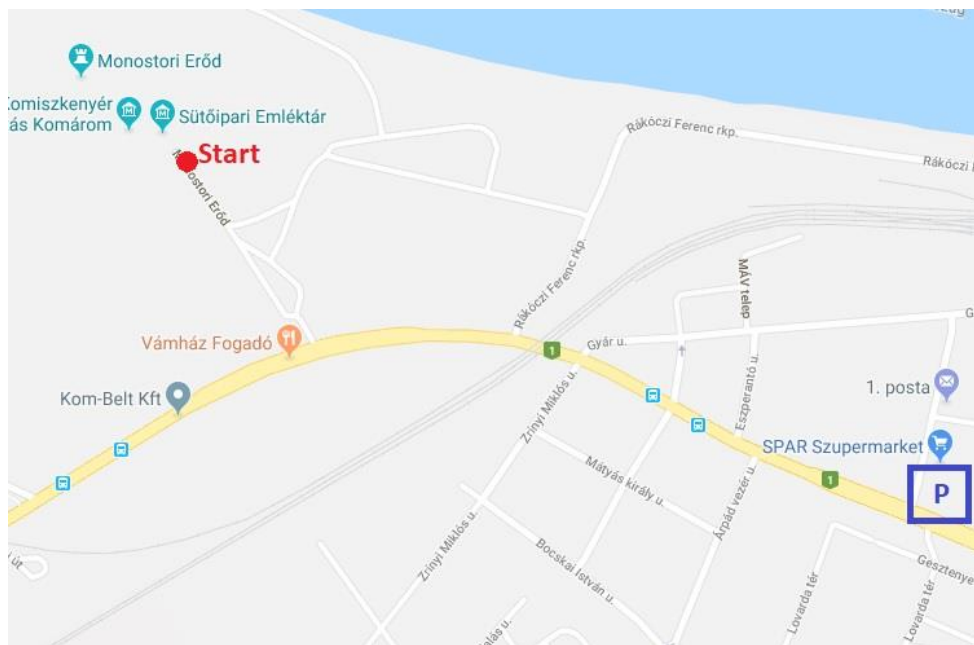 Monostori Erőd
Komiszkenyér
ás Komárom
Sütőipari Emléktár
Start
Monostori Erőd
Rákóczi Ferenc rkp.
Rákóczi
Rákóczi Ferenc rkp.
MÁV telep
Vámház Fogadó
Gyár u.
G
1
Kom-Belt Kft
1. posta
Eszperantó u.
Zrínyi Miklós u.
SPAR Szupermarket
Mátyás király u.
1
P
Árpád vezér u.
Zrínyi Miklós u.
Bocskai István u.
Gesztenye
Lovarda tér
Lovarda tér
út